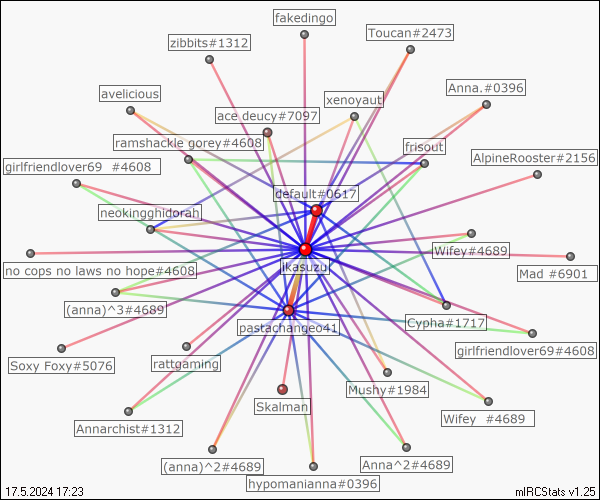 fakedingo
Toucan#2473
zibbits#1312
avelicious
xenoyaut
Anna.#0396
ace deucy#7097
ramshackle gorey#4608
frisout
AlpineRooster#2156
girlfriendlover69 #4608
default#0617
neokingghidorah
Wifey#4689
ikasuzu
no cops no laws no hope#4608
Mad #6901
(anna)^3#4689
Cypha#1717
pastachangeo41
girlfriendlover69#4608
Soxy Foxy#5076
rattgaming
Mushy#1984
Skalman
Wifey #4689
Annarchist#1312
(anna)^2#4689
Anna^2#4689
hypomanianna#0396
17.5.2024 17:23
mIRCStats v1.25